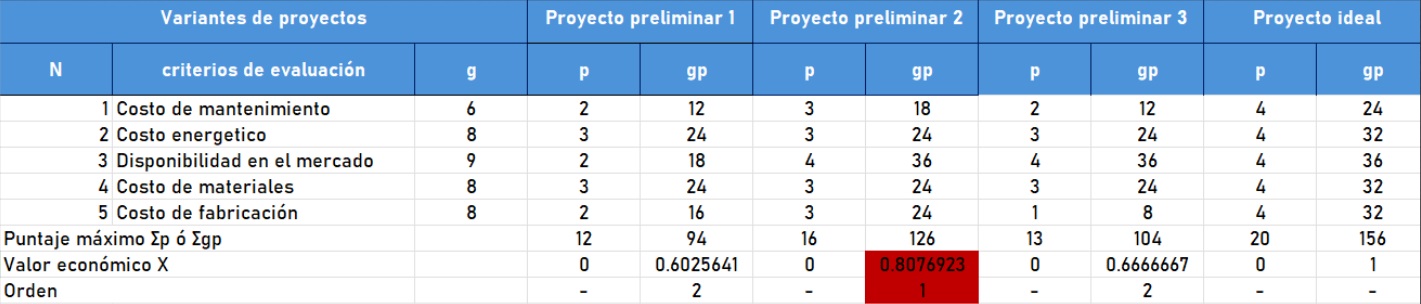 Variantes de proyectos Proyecto preliminar 1 Proyecto preliminar 2 Proyecto preliminar 3 Proyecto ideal
N criterios de evaluación g p gp p gp p gp p gp
1 Costo de mantenimiento 6 2 12 3 18 2 12 4 24
2 Costo energetico 8 3 24 3 24 3 24 4 32
3 Disponibilidad en el mercado 9 2 18 4 36 4 36 4 36
4 Costo de materiales 8 3 24 3 24 3 24 4 32
5 Costo de fabricación 8 2 16 3 24 1 8 4 32
Puntaje máximo Σp ó Σgp 12 94 16 126 13 104 20 156
Valor económico X 0 0.6025641 0 0.8076923 0 0.6666667 0 1
Orden - 2 - 1 - 2 - -